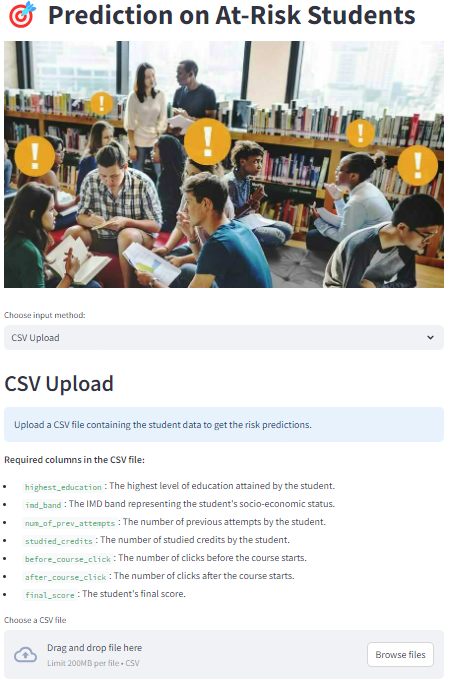 Prediction on At-Risk Students
!
!
!
!
!
Choose input method:
CSV Upload
CSV Upload
Upload a CSV file containing the student data to get the risk predictions.
Required columns in the CSV file:
• highest_education : The highest level of education attained by the student.
• imd_band : The IMD band representing the student's socio-economic status.
• num_of_prev_attempts : The number of previous attempts by the student.
• studied_credits : The number of studied credits by the student.
• before_course_click : The number of clicks before the course starts.
• after_course_click : The number of clicks after the course starts.
• final_score : The student's final score.
Choose a CSV file
Drag and drop file here
Limit 200MB per file • CSV
Browse files